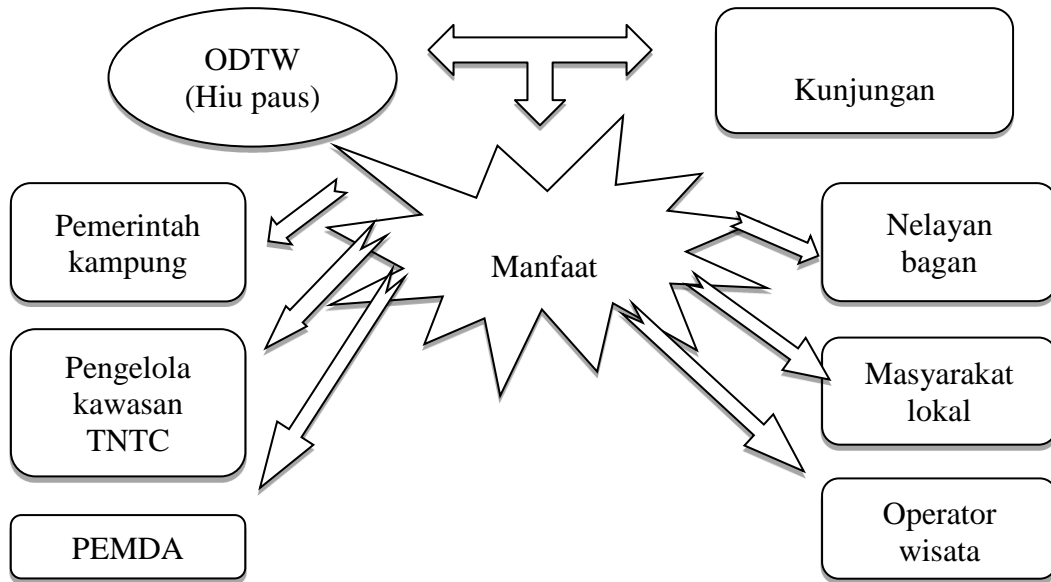 ODTW
(Hiu paus)
Kunjungan
Manfaat
Pemerintah
kampung
Pengelola
kawasan
TNTC
PEMDA
Nelayan
bagan
Masyarakat
lokal
Operator
wisata